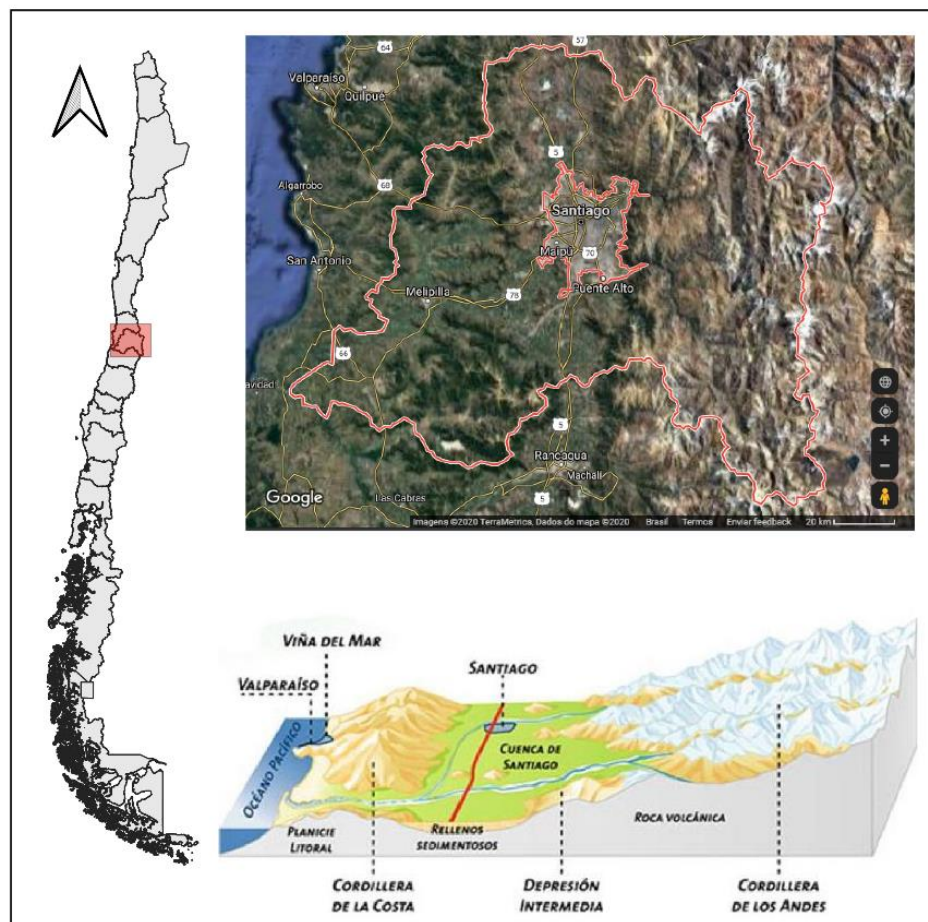 57
64
Valparaíso
Quilpué
5
68
Algarrobo
Santiago
San Antonio
Maipú
70
Puente Alto
Melipilla
78
66
avidad
5
Rancagua
Machalí
Las Cabras
5
Google
Imagens ©2020 TerraMetrics, Dados do mapa ©2020 Brasil Termos Enviar feedback 20 km
VIÑA DEL MAR
VALPARAÍSO
SANTIAGO
OCÉANO PACÍFICO
CUENCA DE
SANTIAGO
PLANICIE
LITORAL
RELLENOS
SEDIMENTOSOS
ROCA VOLCÁNICA
CORDILLERA
DE LA COSTA
DEPRESIÓN
INTERMEDIA
CORDILLERA
DE LOS ANDES